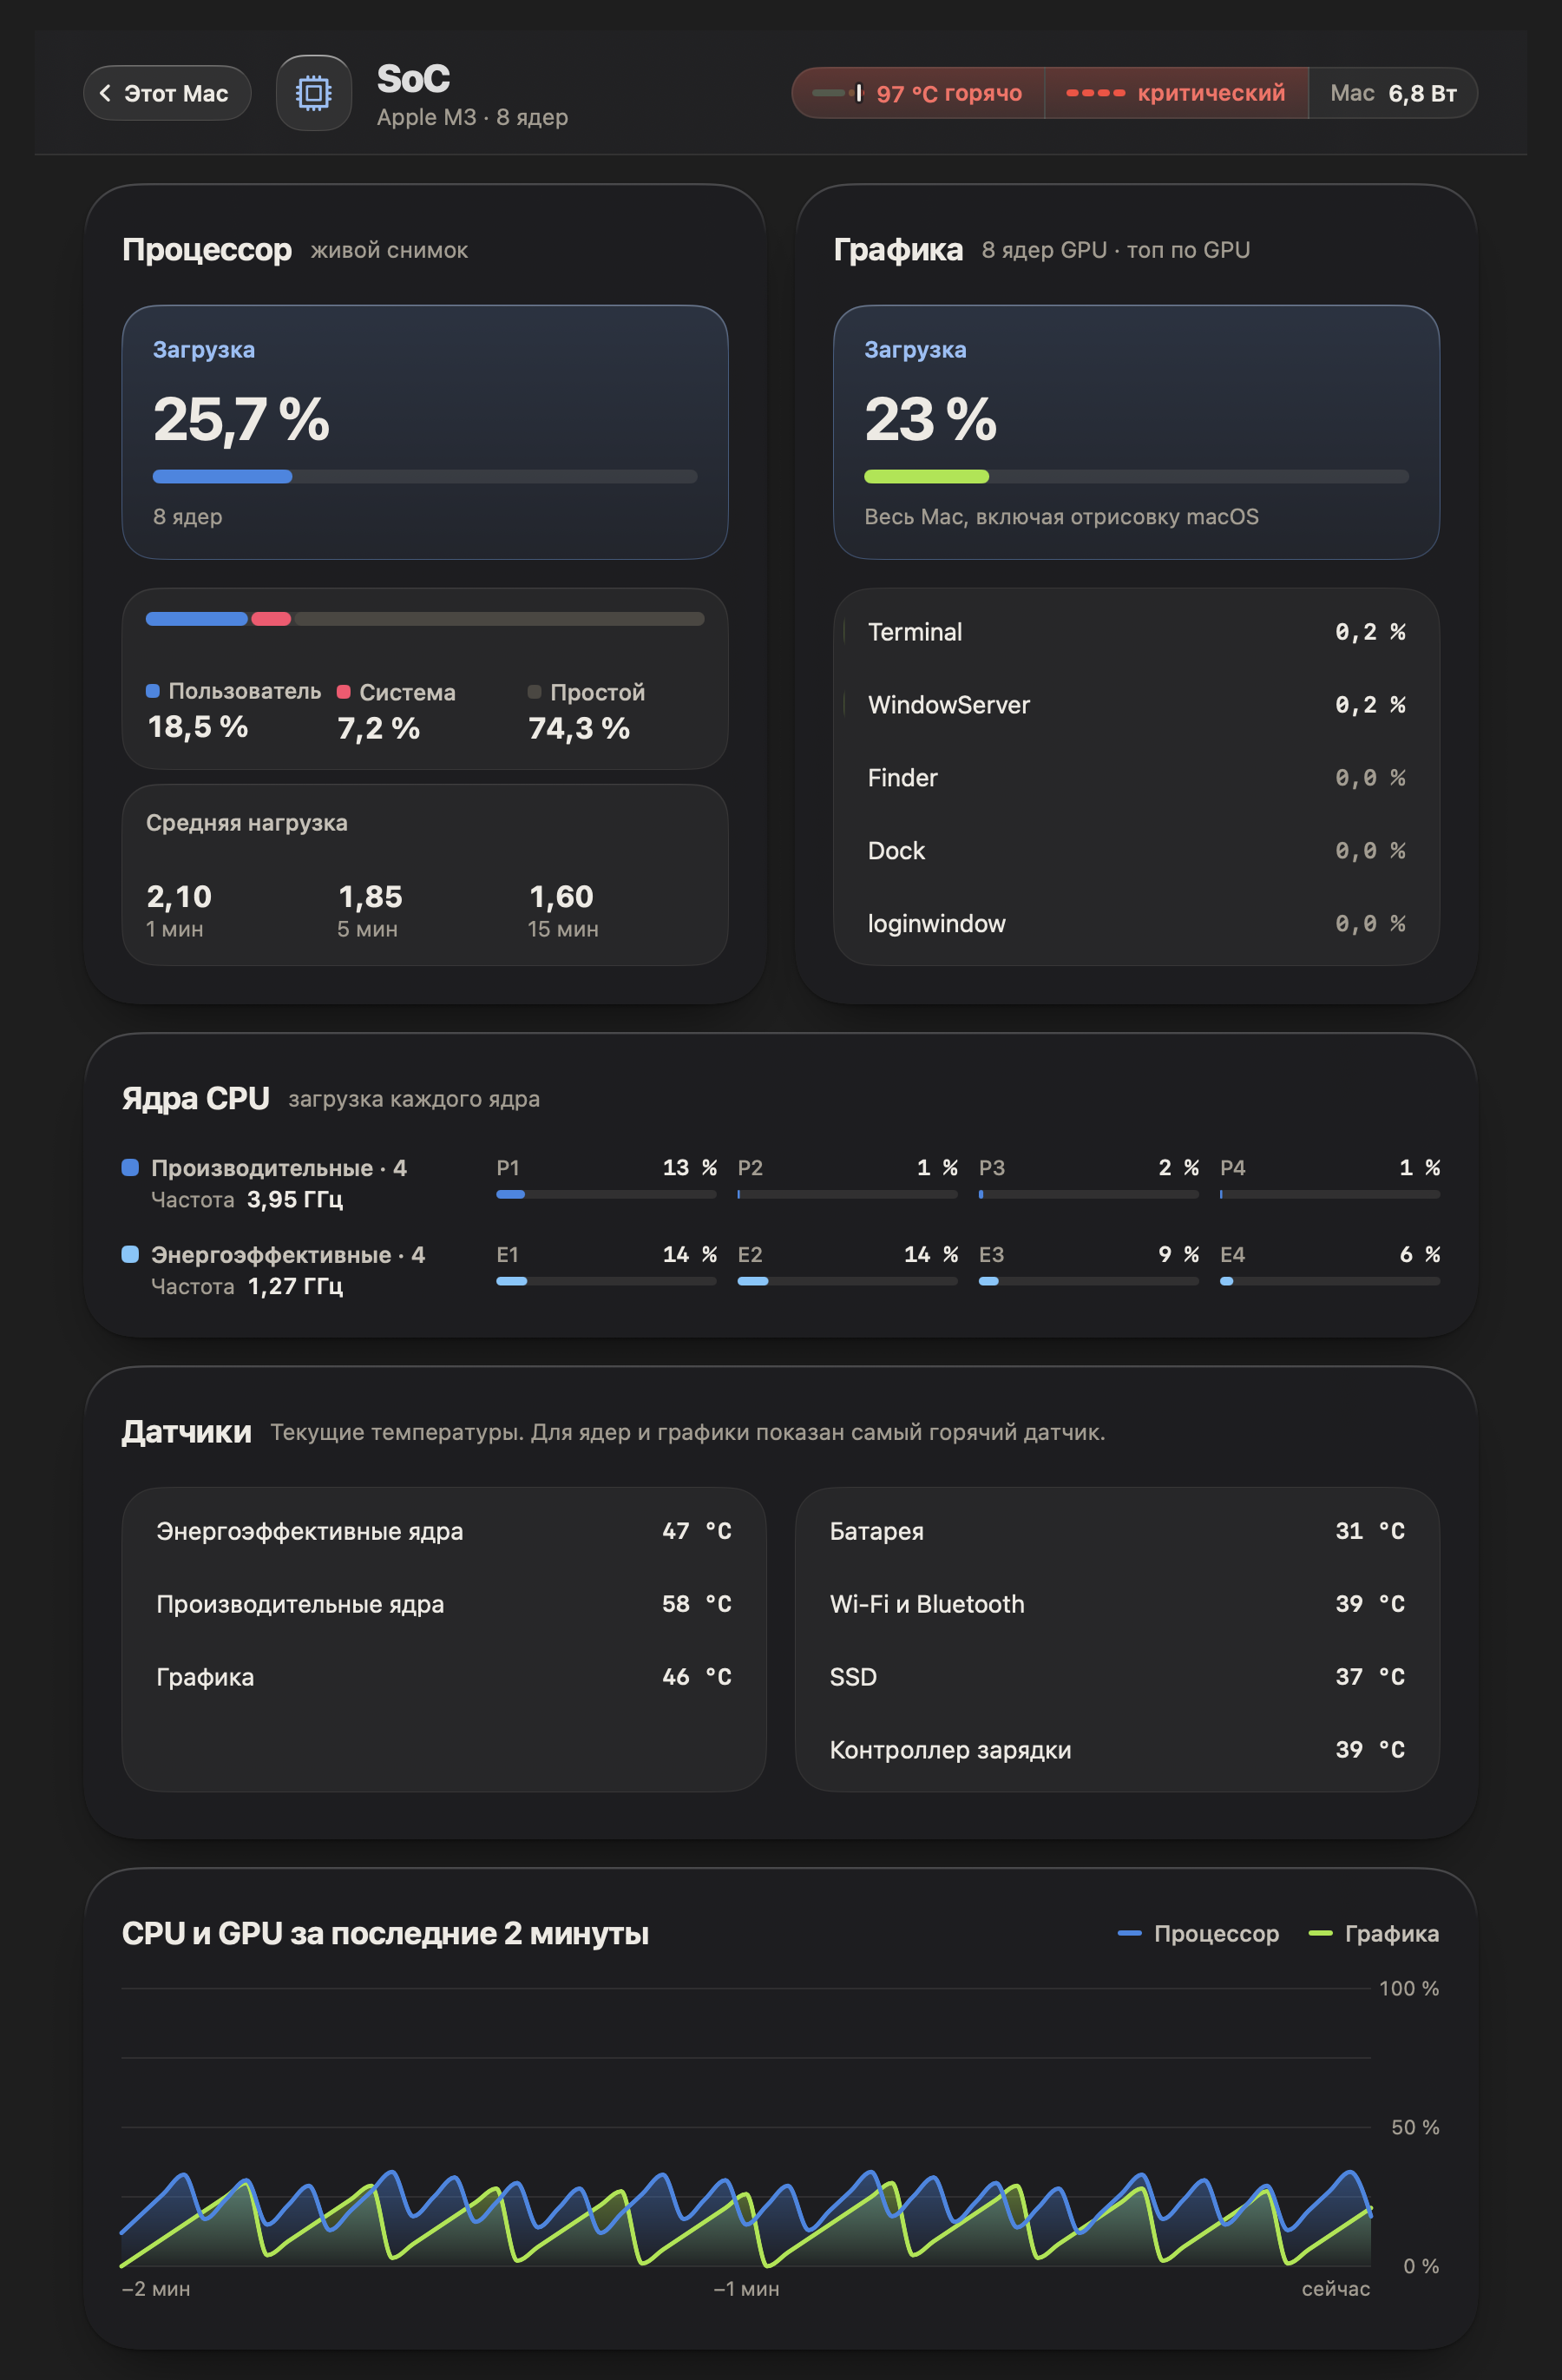 Этот Mac
SoC
Apple M3 · 8 ядер
97 °C горячо
критический
Mac 6,8 Вт
Процессор живой снимок
Загрузка
25,7 %
8 ядер
Пользователь
18,5 %
Система
7,2 %
Простой
74,3 %
Средняя нагрузка
2,10
1 мин
1,85
5 мин
1,60
15 мин
Графика 8 ядер GPU · топ по GPU
Загрузка
23 %
Весь Mac, включая отрисовку macOS
Terminal 0,2 %
WindowServer 0,2 %
Finder 0,0 %
Dock 0,0 %
loginwindow 0,0 %
Ядра CPU загрузка каждого ядра
Производительные · 4
Частота 3,95 ГГц
P1 13 %
P2 1 %
P3 2 %
P4 1 %
Энергоэффективные · 4
Частота 1,27 ГГц
E1 14 %
E2 14 %
E3 9 %
E4 6 %
Датчики Текущие температуры. Для ядер и графики показан самый горячий датчик.
Энергоэффективные ядра 47 °C
Производительные ядра 58 °C
Графика 46 °C
Батарея 31 °C
Wi-Fi и Bluetooth 39 °C
SSD 37 °C
Контроллер зарядки 39 °C
CPU и GPU за последние 2 минуты
Процессор
Графика
100 %
50 %
0 %
−2 мин
−1 мин
сейчас